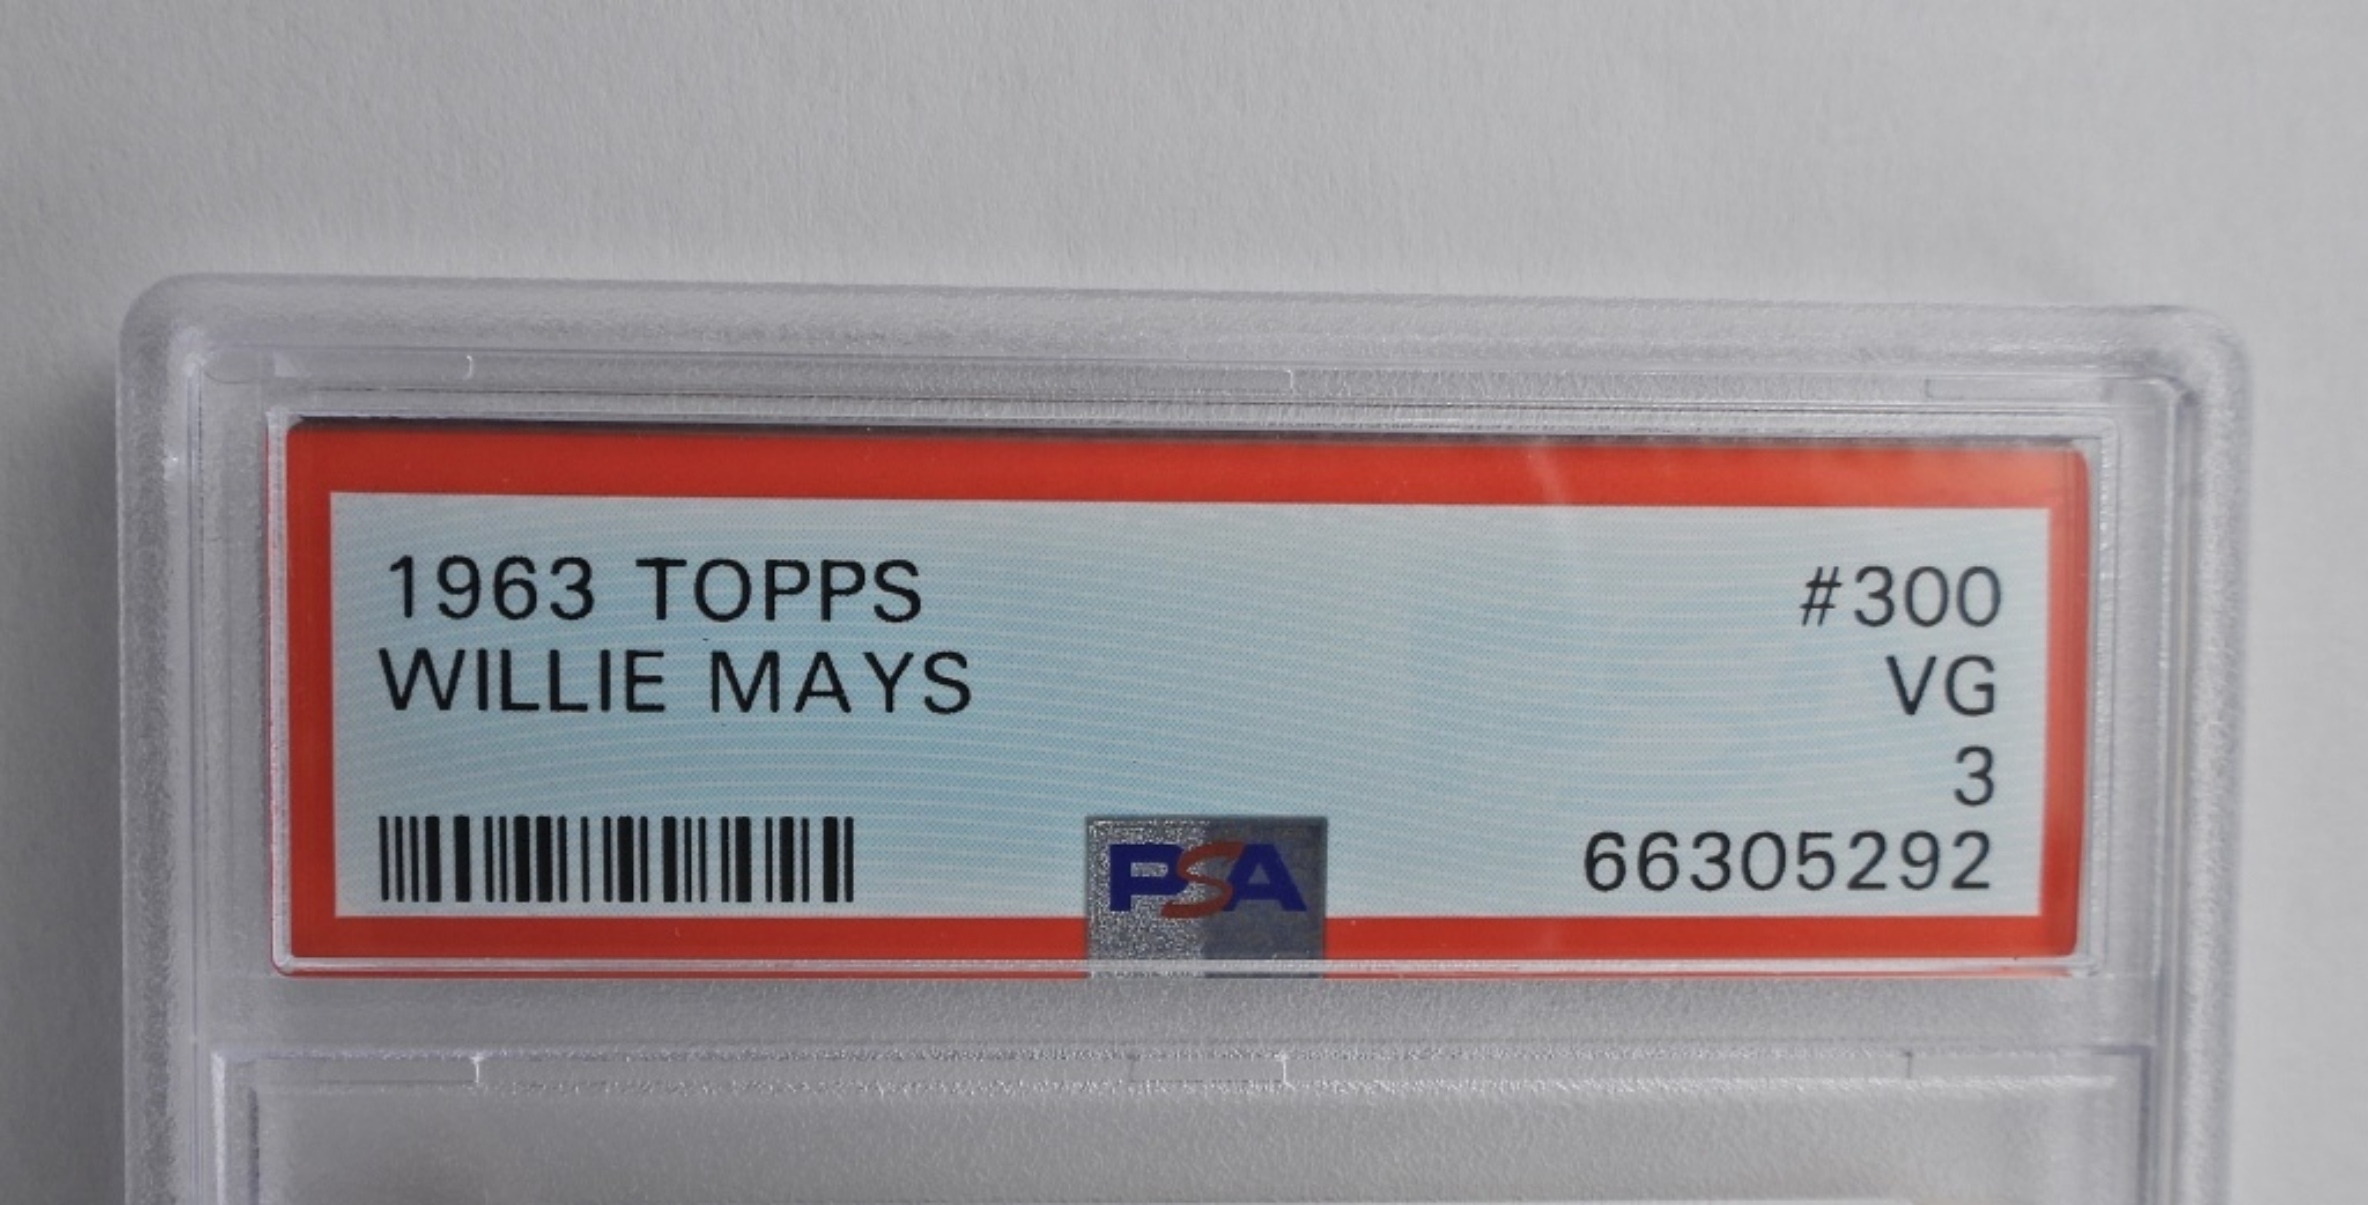 1963 TOPPS #300
WILLIE MAYS VG
3
PSA 66305292